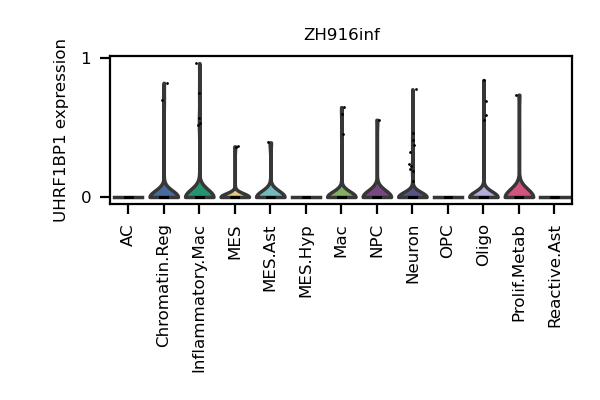 ZH916inf
UHRF1BP1 expression
1
0
AC
Chromatin.Reg
Inflammatory.Mac
MES
MES.Ast
MES.Hyp
Mac
NPC
Neuron
OPC
Oligo
Prolif.Metab
Reactive.Ast